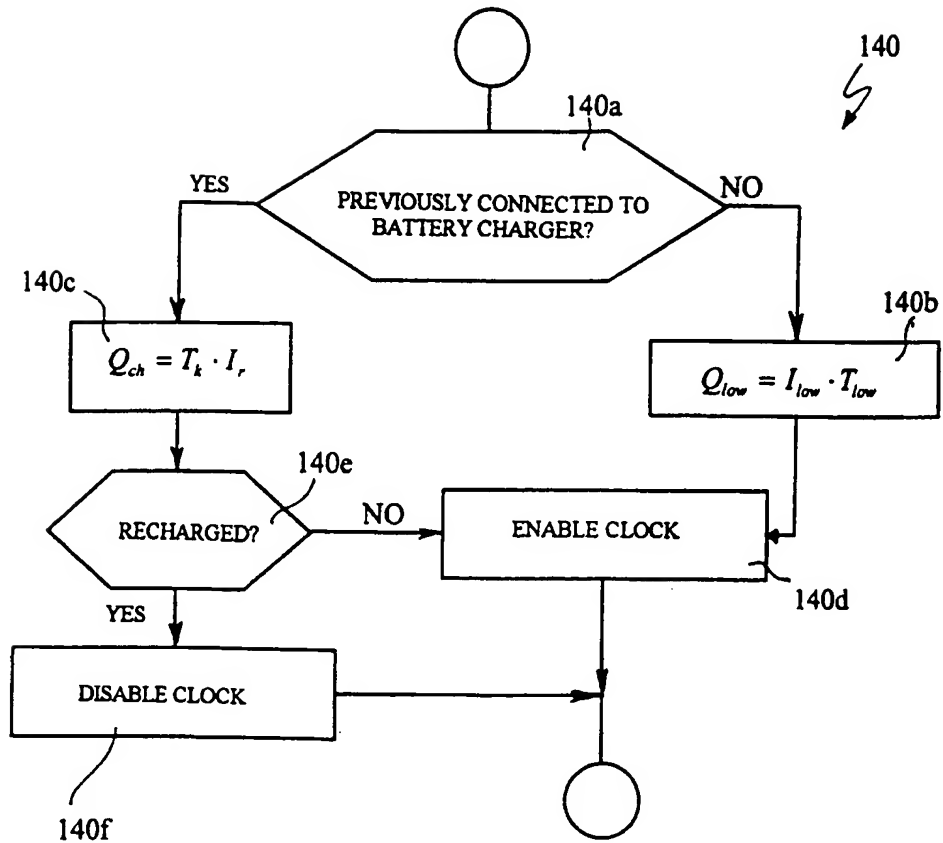 140
140a
YES
PREVIOUSLY CONNECTED TO
BATTERY CHARGER?
NO
140c
Q_ch = T_k · I_r
140b
Q_low = I_low · T_low
140e
RECHARGED?
NO
ENABLE CLOCK
140d
YES
DISABLE CLOCK
140f